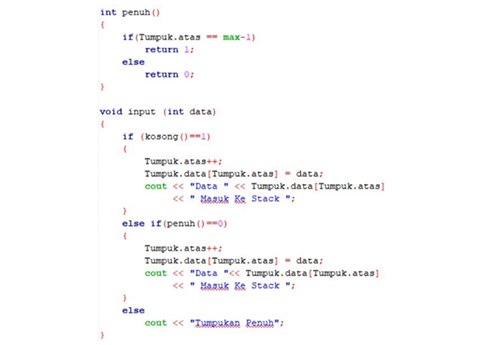 int penuh()
{
if(Tumpuk.atas == max-1)
return 1;
else
return 0;
}
void input (int data)
{
if (kosong()==1)
{
Tumpuk.atas++;
Tumpuk.data[Tumpuk.atas] = data;
cout << "Data " << Tumpuk.data[Tumpuk.atas]
<< " Masuk Ke Stack ";
}
else if(penuh()==0)
{
Tumpuk.atas++;
Tumpuk.data[Tumpuk.atas] = data;
cout << "Data "<< Tumpuk.data[Tumpuk.atas]
<< " Masuk Ke Stack ";
}
else
cout << "Tumpukan Penuh";
}